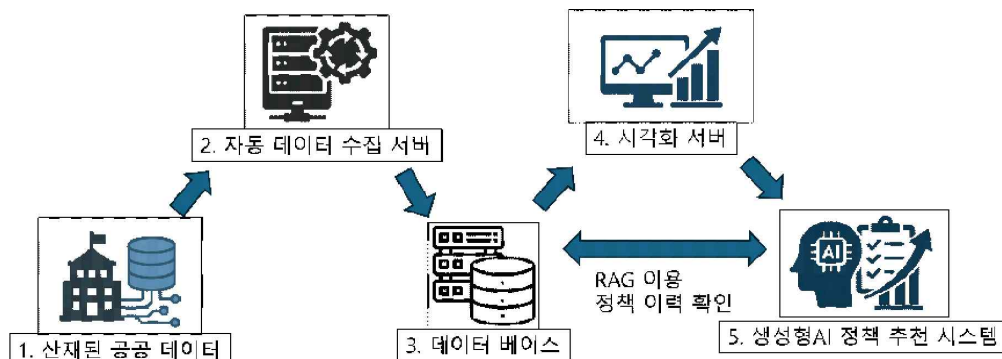 2. 자동 데이터 수집 서버
4. 시각화 서버
AI
RAG 이용
정책 이력 확인
1. 산재된 공공 데이터
3. 데이터 베이스
5. 생성형AI 정책 추천 시스템